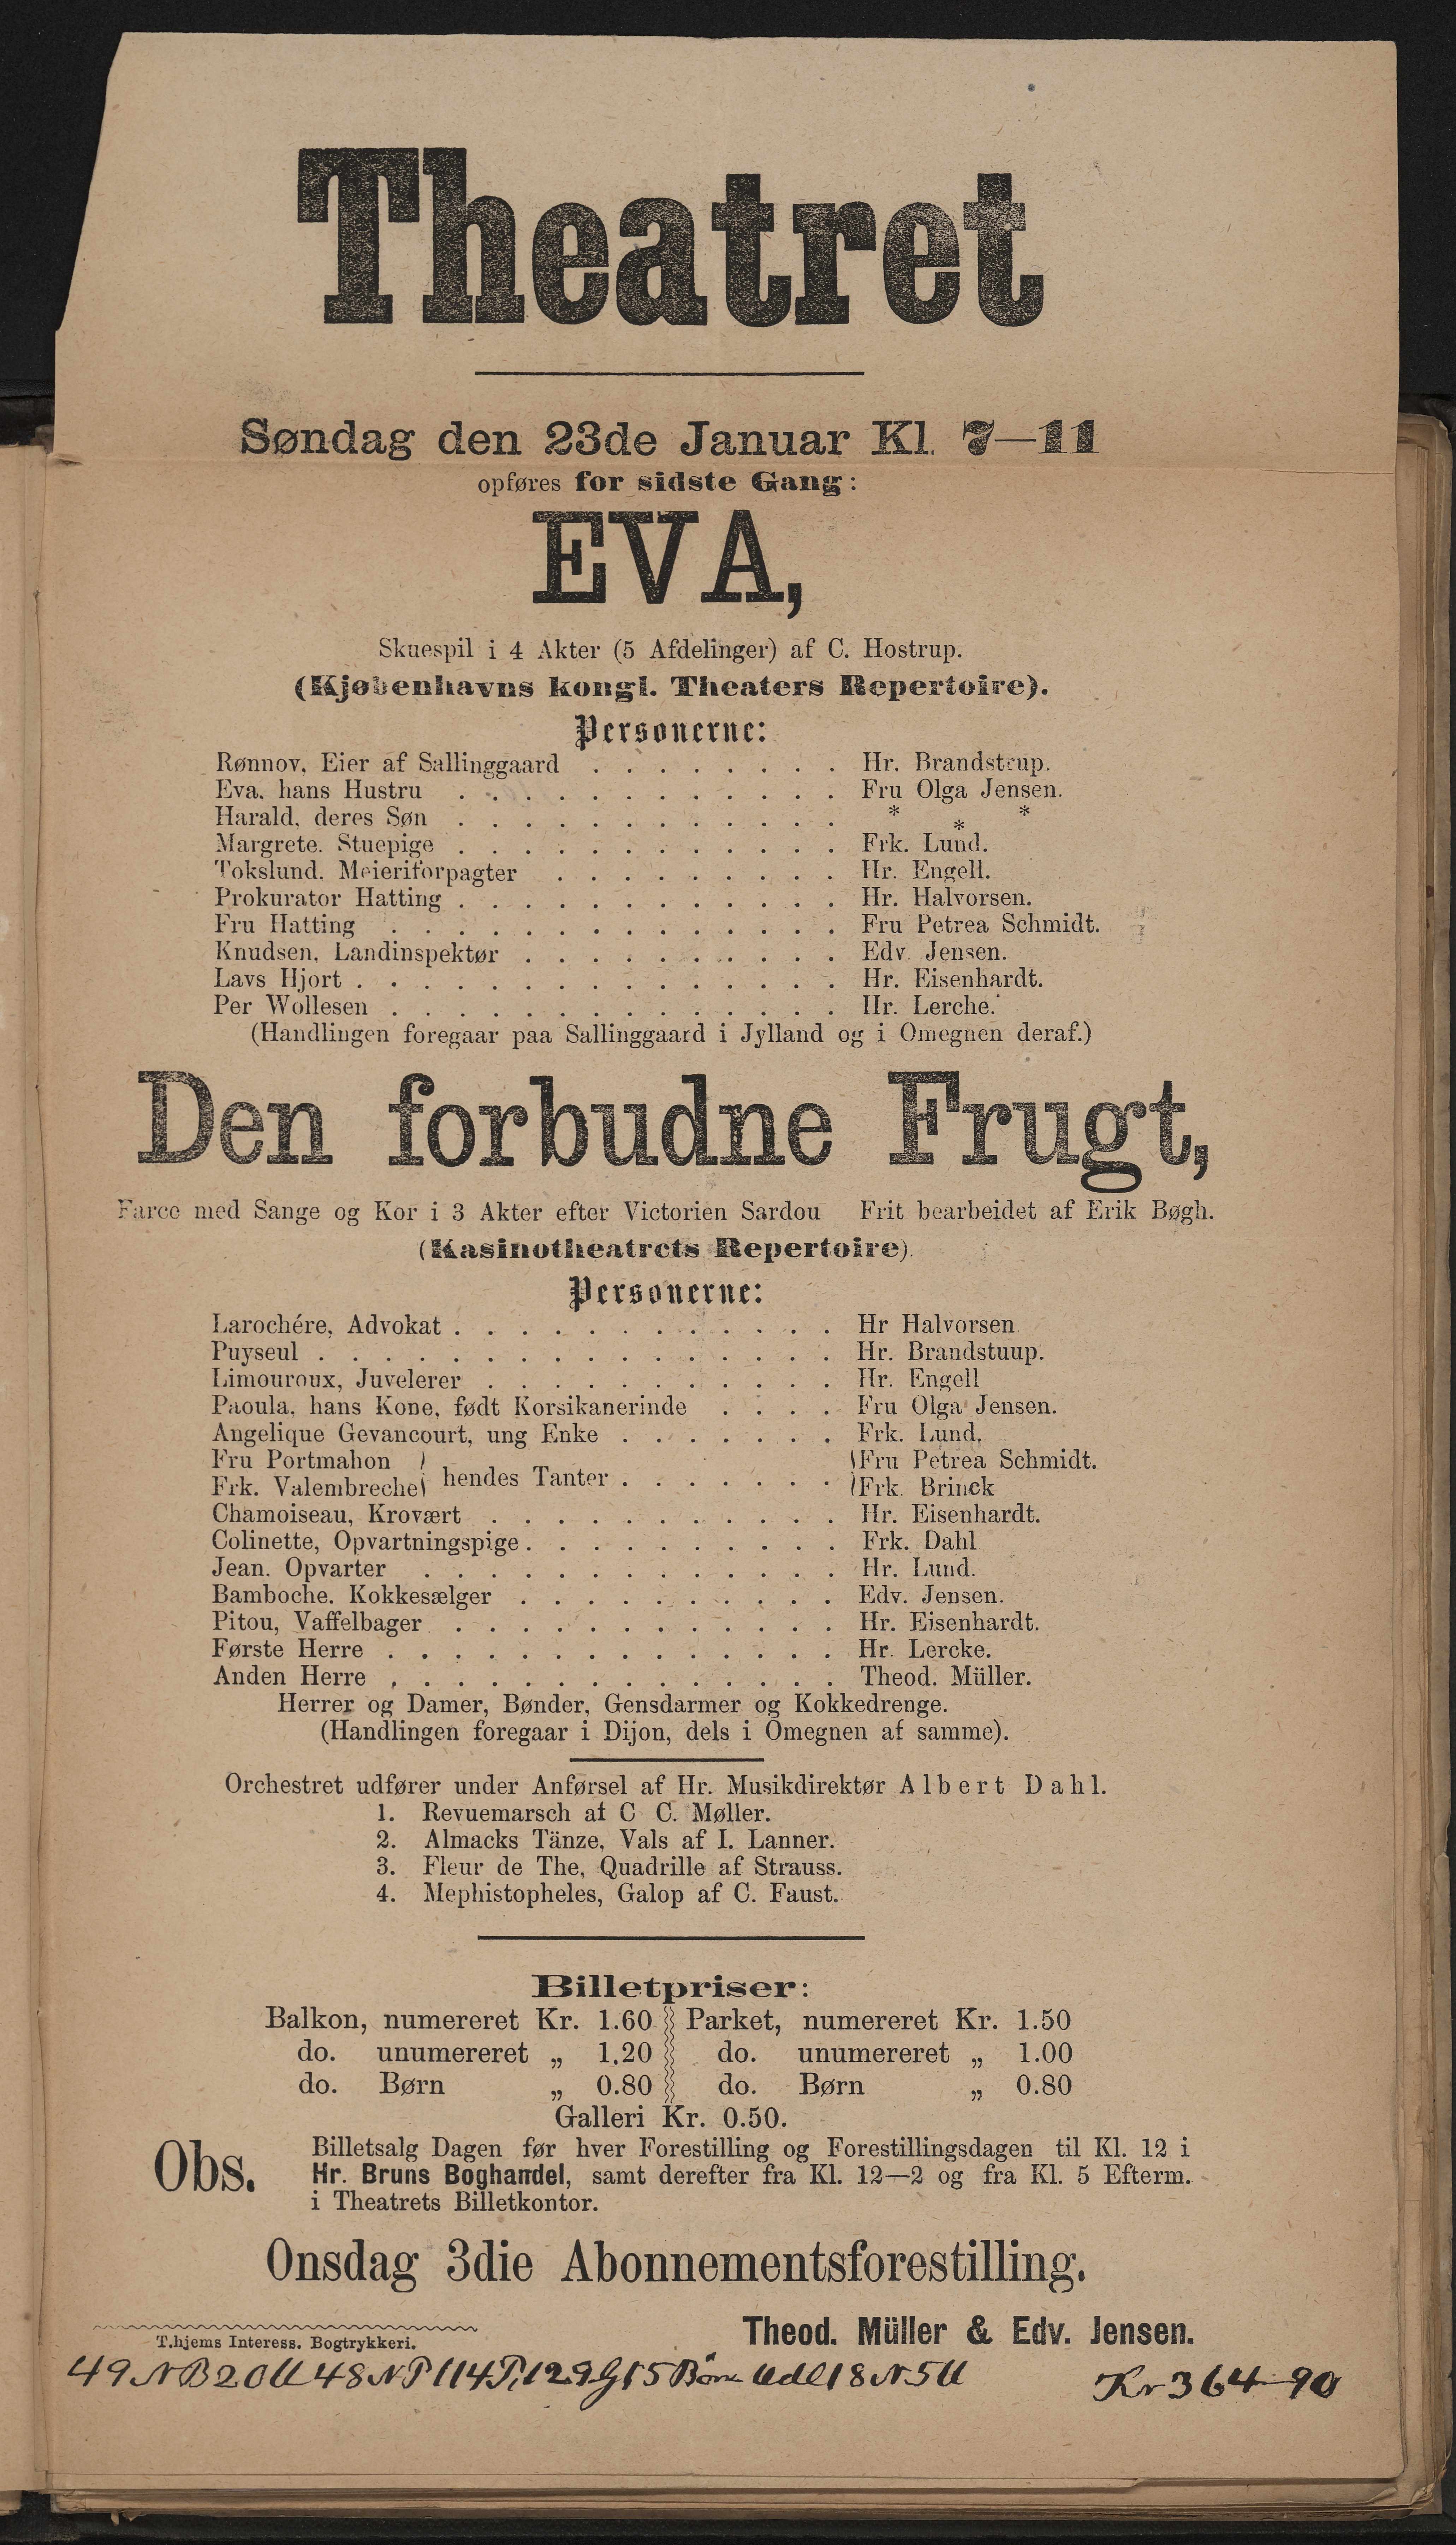 Theatret
Søndag den 23de Januar Kl. 7—11
opføres for sidste Gang:
EVA,
Skuespil i 4 Akter (5 Afdelinger) af C. Hostrup.
(Kjøbenhavns kongl. Theaters Repertoire).
Personerne:
Rønnov, Eier af Sallinggaard . . . . . . . . Hr. Brandstrup.
Eva. hans Hustru . . . . . . . . . . . . Fru Olga Jensen.
Harald, deres Søn . . . . . . . . . . . . * * *
Margrete. Stuepige . . . . . . . . . . . . Frk. Lund.
Tokslund. Meieriforpagter . . . . . . . . . Hr. Engell.
Prokurator Hatting . . . . . . . . . . . . Hr. Halvorsen.
Fru Hatting . . . . . . . . . . . . . . Fru Petrea Schmidt.
Knudsen, Landinspektør . . . . . . . . . . Edv. Jensen.
Lavs Hjort . . . . . . . . . . . . . . . Hr. Eisenhardt.
Per Wollesen . . . . . . . . . . . . . . Hr. Lerche.
(Handlingen foregaar paa Sallinggaard i Jylland og i Omegnen deraf.)
Den forbudne Frugt,
Farce med Sange og Kor i 3 Akter efter Victorien Sardou Frit bearbeidet af Erik Bøgh.
(Kasinotheatrets Repertoire).
Personerne:
Larochére, Advokat . . . . . . . . . . . . Hr Halvorsen.
Puyseul . . . . . . . . . . . . . . . . Hr. Brandstuup.
Limouroux, Juvelerer . . . . . . . . . . . Hr. Engell
Paoula, hans Kone, født Korsikanerinde . . . . Fru Olga Jensen.
Angelique Gevancourt, ung Enke . . . . . . . Frk. Lund,
Fru Portmahon } Fru Petrea Schmidt.
Frk. Valembreche } hendes Tanter . . . . . . . Frk. Brinck
Chamoiseau, Krovært . . . . . . . . . . . Hr. Eisenhardt.
Colinette, Opvartningspige . . . . . . . . . . Frk. Dahl
Jean. Opvarter . . . . . . . . . . . . . Hr. Lund.
Bamboche. Kokkesælger . . . . . . . . . . Edv. Jensen.
Pitou, Vaffelbager . . . . . . . . . . . . Hr. Eisenhardt.
Første Herre . . . . . . . . . . . . . . Hr. Lercke.
Anden Herre , . . . . . . . . . . . . . Theod. Müller.
Herrer og Damer, Bønder, Gensdarmer og Kokkedrenge.
(Handlingen foregaar i Dijon, dels i Omegnen af samme).
Orchestret udfører under Anførsel af Hr. Musikdirektør Albert Dahl.
1. Revuemarsch af C C. Møller.
2. Almacks Tänze, Vals af I. Lanner.
3. Fleur de The, Quadrille af Strauss.
4. Mephistopheles, Galop af C. Faust.
Billetpriser:
Balkon, numereret Kr. 1.60 Parket, numereret Kr. 1.50
do. unumereret „ 1.20 do. unumereret „ 1.00
do. Børn „ 0.80 do. Børn „ 0.80
Galleri Kr. 0.50.
Obs. Billetsalg Dagen før hver Forestilling og Forestillingsdagen til Kl. 12 i
Hr. Bruns Boghandel, samt derefter fra Kl. 12—2 og fra Kl. 5 Efterm.
i Theatrets Billetkontor.
Onsdag 3die Abonnementsforestilling.
Theod. Müller & Edv. Jensen.
T.hjems Interess. Bogtrykkeri.
49 NB 20 U 48 NP 114 P, 129 G 15 Börn Udl 18 N 5 U Kr 364-90